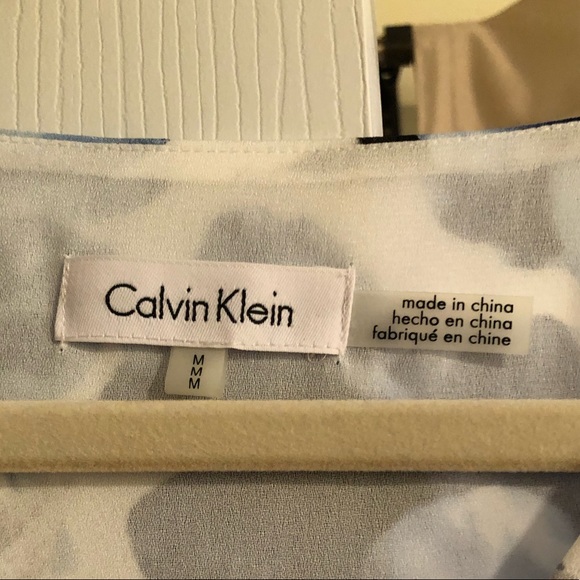 Calvin Klein
made in china
hecho en china
fabriqué en chine
M
M
M